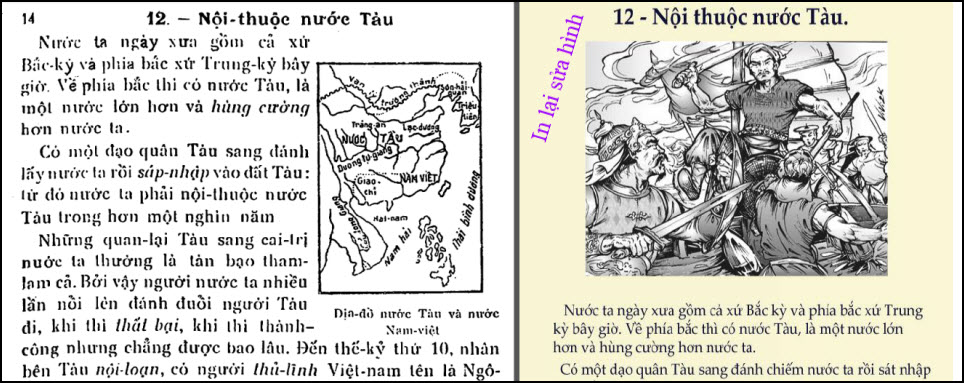 14
12. — Nội-thuộc nước Tàu
Nước ta ngày xưa gồm cả xứ
Bắc-kỳ và phía bắc xứ Trung-kỳ bây
giờ. Về phía bắc thì có nước Tàu, là
một nước lớn hơn và hùng cường
hơn nước ta.
Có một đạo quân Tàu sang đánh
lấy nước ta rồi sáp-nhập vào đất Tàu:
từ đó nước ta phải nội-thuộc nước
Tàu trong hơn một nghìn năm
Những quan-lại Tàu sang cai-trị
nước ta thường là tàn bạo tham-
lam cả. Bởi vậy người nước ta nhiều
lần nổi lên đánh đuổi người Tàu
đi, khi thì thất bại, khi thì thành-
công nhưng chẳng được bao lâu. Đến thế-kỷ thứ 10, nhân
bên Tàu nội-loạn, có người thủ-lĩnh Việt-nam tên là Ngô-
Vạn
trường thành
Sơn-hải-
quan
Triều
tiên
Tràng-an
Lạc-dương
NƯỚC
TÀU
Dương tử-giang
NAM VIỆT
Giao
chỉ
Hai-nam
Nam hải
Thái bình dương
Địa-đồ nước Tàu và nước
Nam-việt
In lại sửa hình
12 - Nội thuộc nước Tàu.
Nước ta ngày xưa gồm cả xứ Bắc kỳ và phía bắc xứ Trung
kỳ bây giờ. Về phía bắc thì có nước Tàu, là một nước lớn
hơn và hùng cường hơn nước ta.
Có một đạo quân Tàu sang đánh chiếm nước ta rồi sát nhập